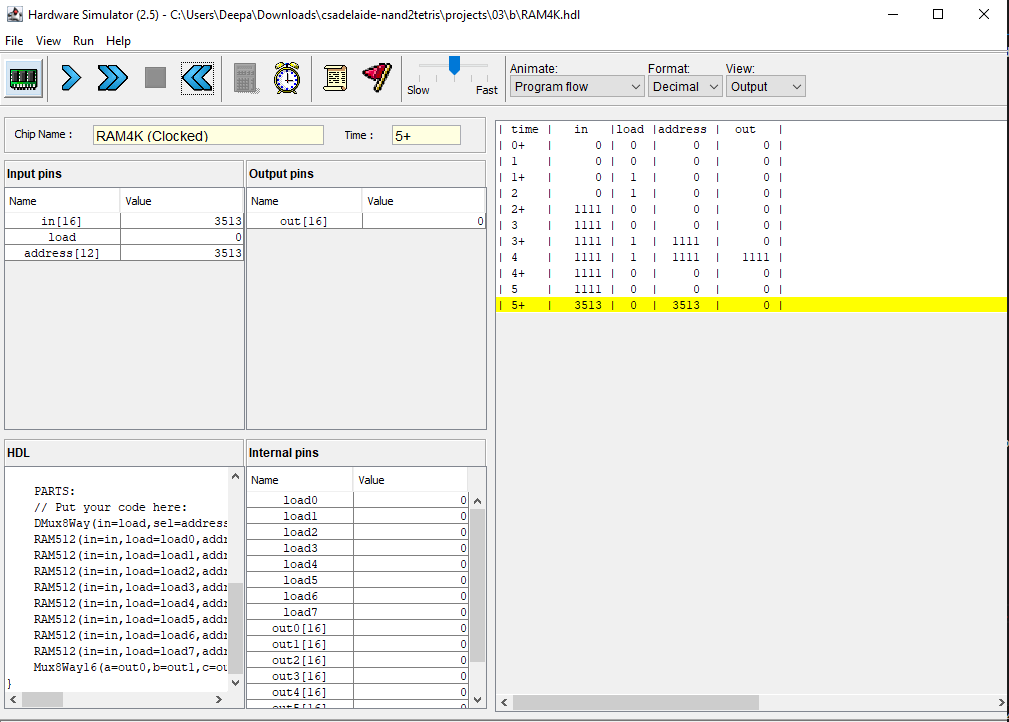 Hardware Simulator (2.5) - C:\Users\Deepa\Downloads\csadelaide-nand2tetris\projects\03\b\RAM4K.hdl
File View Run Help
Slow Fast
Animate: Format: View:
Program flow Decimal Output
Chip Name : RAM4K (Clocked) Time : 5+
Input pins
Name Value
in[16] 3513
load 0
address[12] 3513
Output pins
Name Value
out[16] 0
HDL
PARTS:
// Put your code here:
DMux8Way(in=load,sel=address
RAM512(in=in,load=load0,addr
RAM512(in=in,load=load1,addr
RAM512(in=in,load=load2,addr
RAM512(in=in,load=load3,addr
RAM512(in=in,load=load4,addr
RAM512(in=in,load=load5,addr
RAM512(in=in,load=load6,addr
RAM512(in=in,load=load7,addr
Mux8Way16(a=out0,b=out1,c=ou
}
Internal pins
Name Value
load0 0
load1 0
load2 0
load3 0
load4 0
load5 0
load6 0
load7 0
out0[16] 0
out1[16] 0
out2[16] 0
out3[16] 0
out4[16] 0
out5[16] 0
| time | in |load |address | out |
| 0+ | 0 | 0 | 0 | 0 |
| 1 | 0 | 0 | 0 | 0 |
| 1+ | 0 | 1 | 0 | 0 |
| 2 | 0 | 1 | 0 | 0 |
| 2+ | 1111 | 0 | 0 | 0 |
| 3 | 1111 | 0 | 0 | 0 |
| 3+ | 1111 | 1 | 1111 | 0 |
| 4 | 1111 | 1 | 1111 | 1111 |
| 4+ | 1111 | 0 | 0 | 0 |
| 5 | 1111 | 0 | 0 | 0 |
| 5+ | 3513 | 0 | 3513 | 0 |